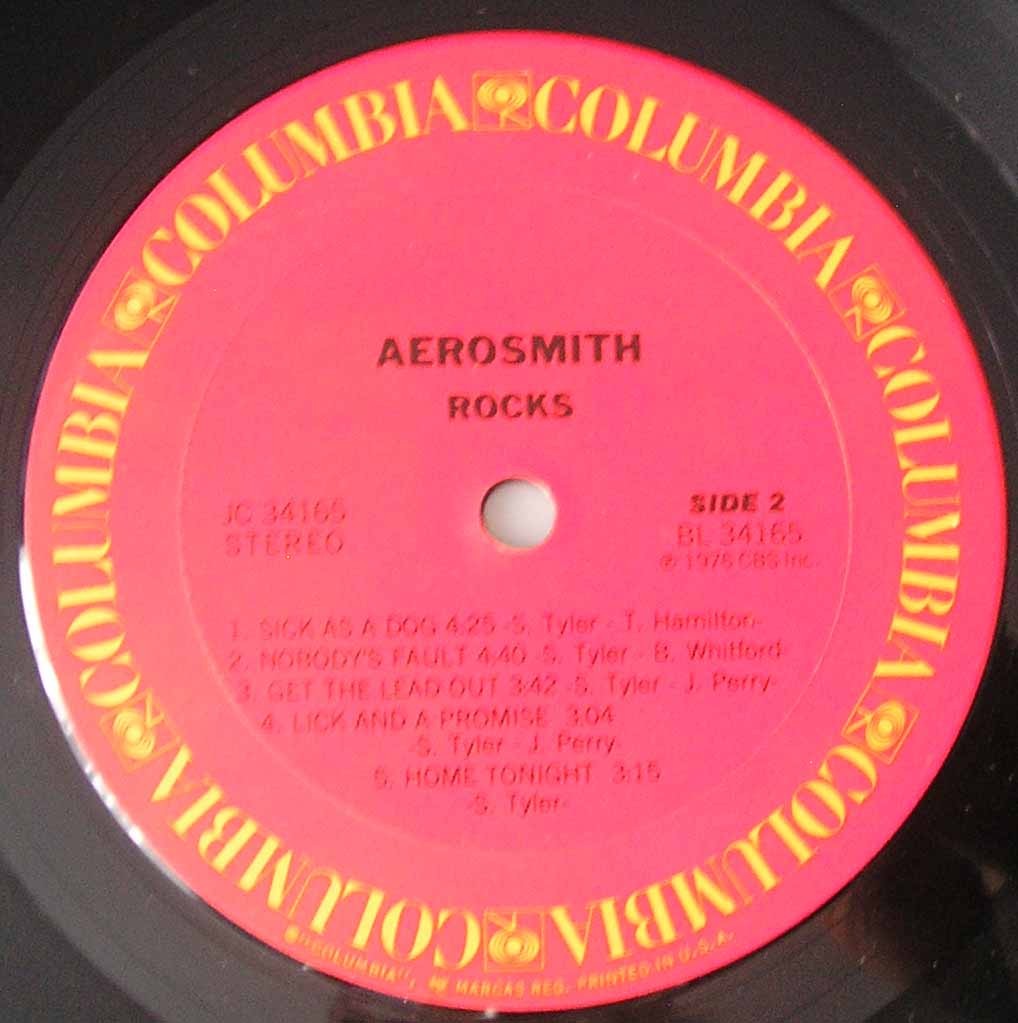 COLUMBIA COLUMBIA COLUMBIA COLUMBIA COLUMBIA COLUMBIA
AEROSMITH
ROCKS
JC 34165
STEREO
SIDE 2
BL 34165
℗ 1976 CBS Inc.
1. SICK AS A DOG 4:25 -S. Tyler - T. Hamilton-
2. NOBODY'S FAULT 4:40 -S. Tyler - B. Whitford-
3. GET THE LEAD OUT 3:42 -S. Tyler - J. Perry-
4. LICK AND A PROMISE 3:04
-S. Tyler - J. Perry-
5. HOME TONIGHT 3:15
-S. Tyler-
® "COLUMBIA", MARCAS REG. PRINTED IN U.S.A.